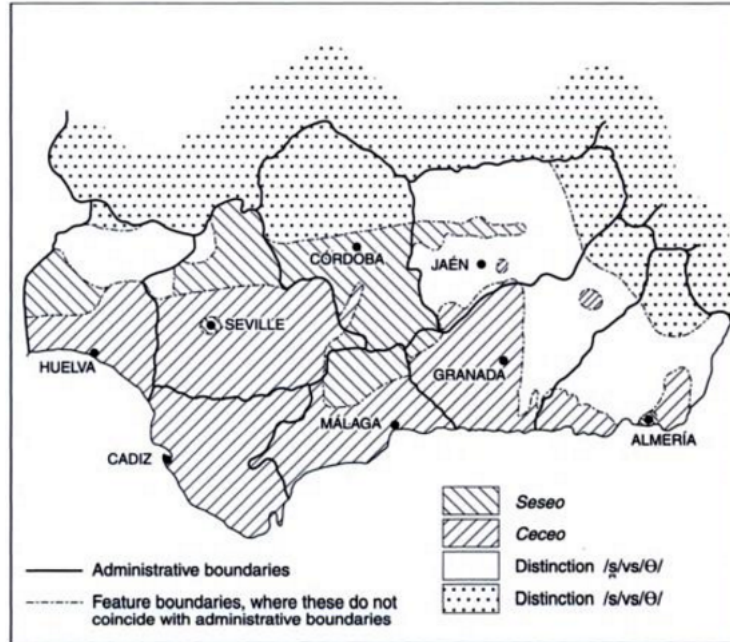 CÓRDOBA
JAÉN
SEVILLE
HUELVA
GRANADA
MÁLAGA
ALMERÍA
CADIZ
Seseo
Ceceo
Administrative boundaries
Distinction /s̪/vs/Θ/
Feature boundaries, where these do not
coincide with administrative boundaries
Distinction /s/vs/Θ/